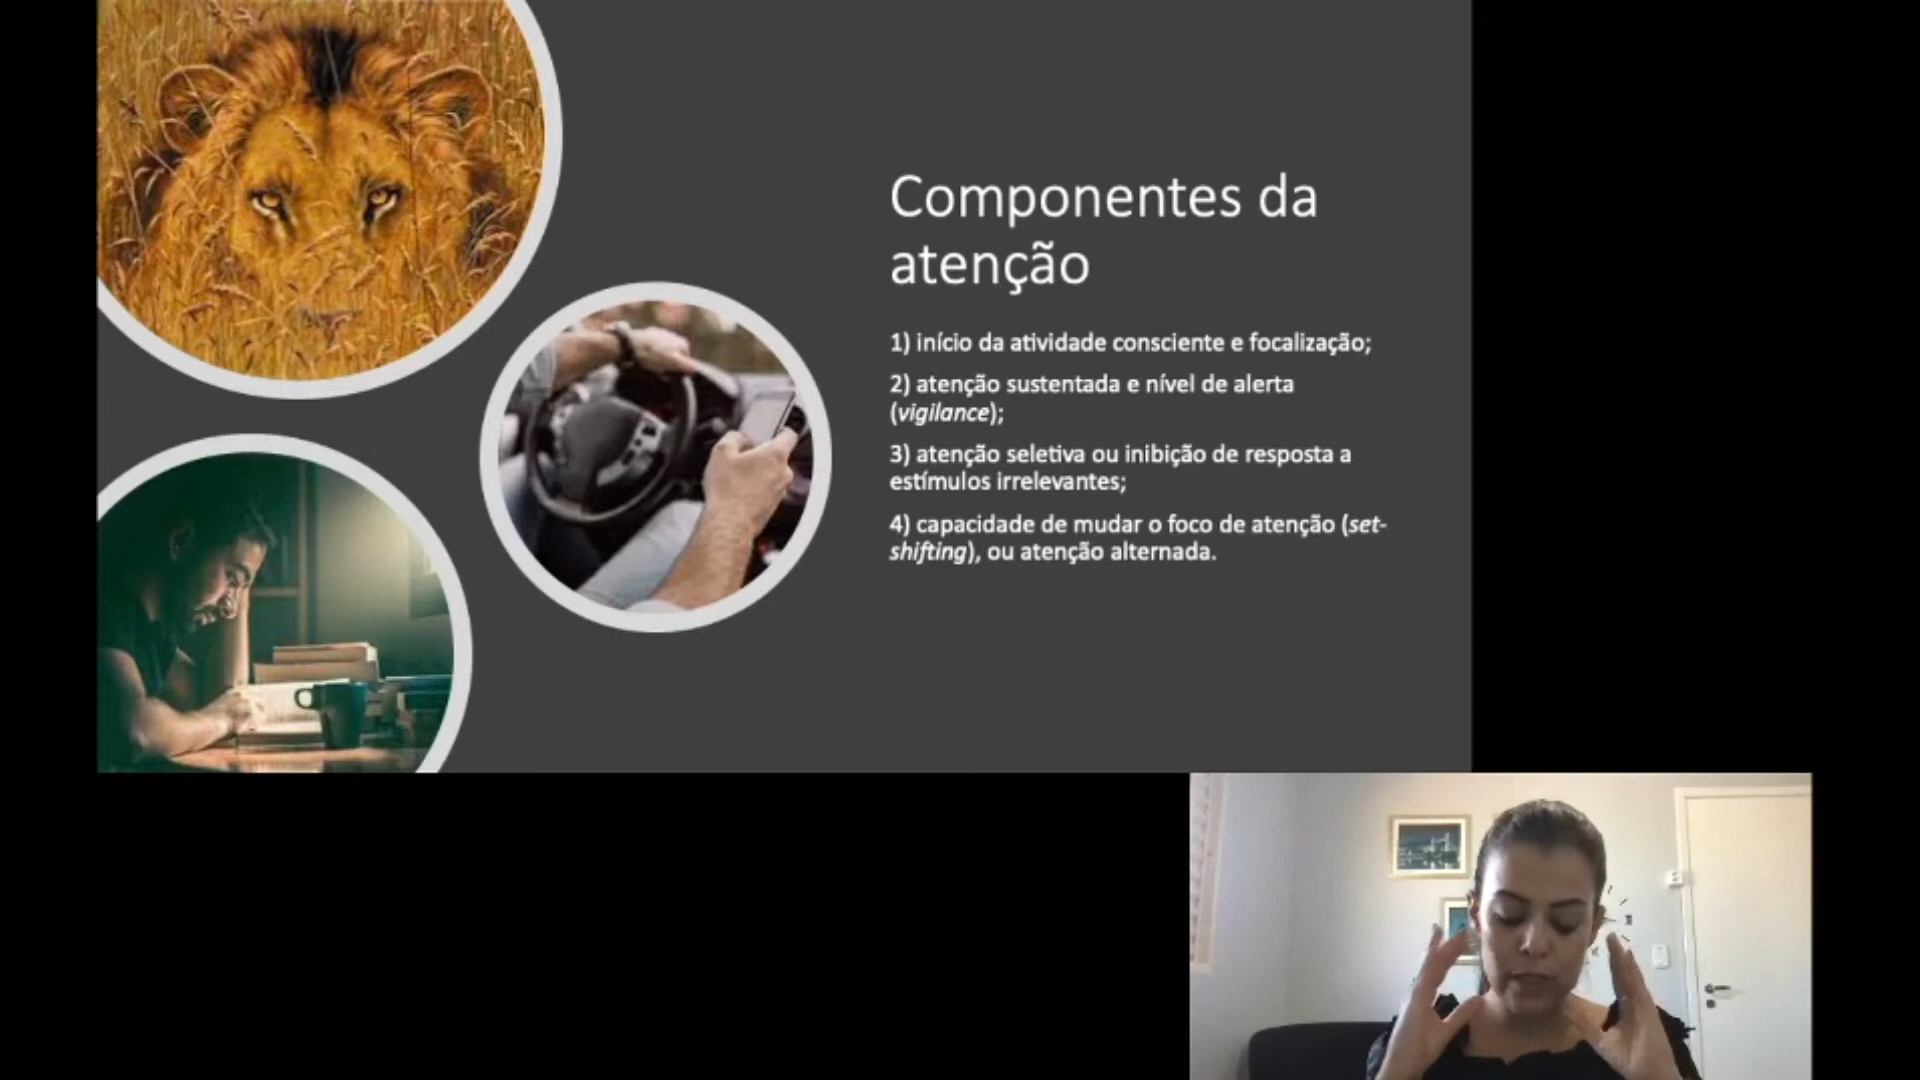 Componentes da
atenção
1) início da atividade consciente e focalização;
2) atenção sustentada e nível de alerta
(vigilance);
3) atenção seletiva ou inibição de resposta a
estímulos irrelevantes;
4) capacidade de mudar o foco de atenção (set-
shifting), ou atenção alternada.